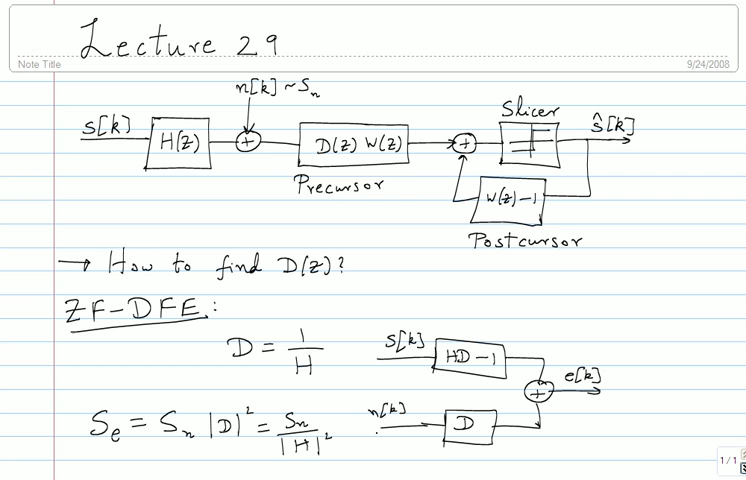 Lecture 29
Note Title
9/24/2008
n[k] ~ Sn
s[k]
H(z)
+
D(z) W(z)
+
Slicer
ŝ[k]
Precursor
W(z)-1
Postcursor
→ How to find D(z)?
ZF-DFE:
D = 1/H
s[k]
HD-1
+
e[k]
n[k]
D
Se = Sn |D|² = Sn/|H|²
1/1